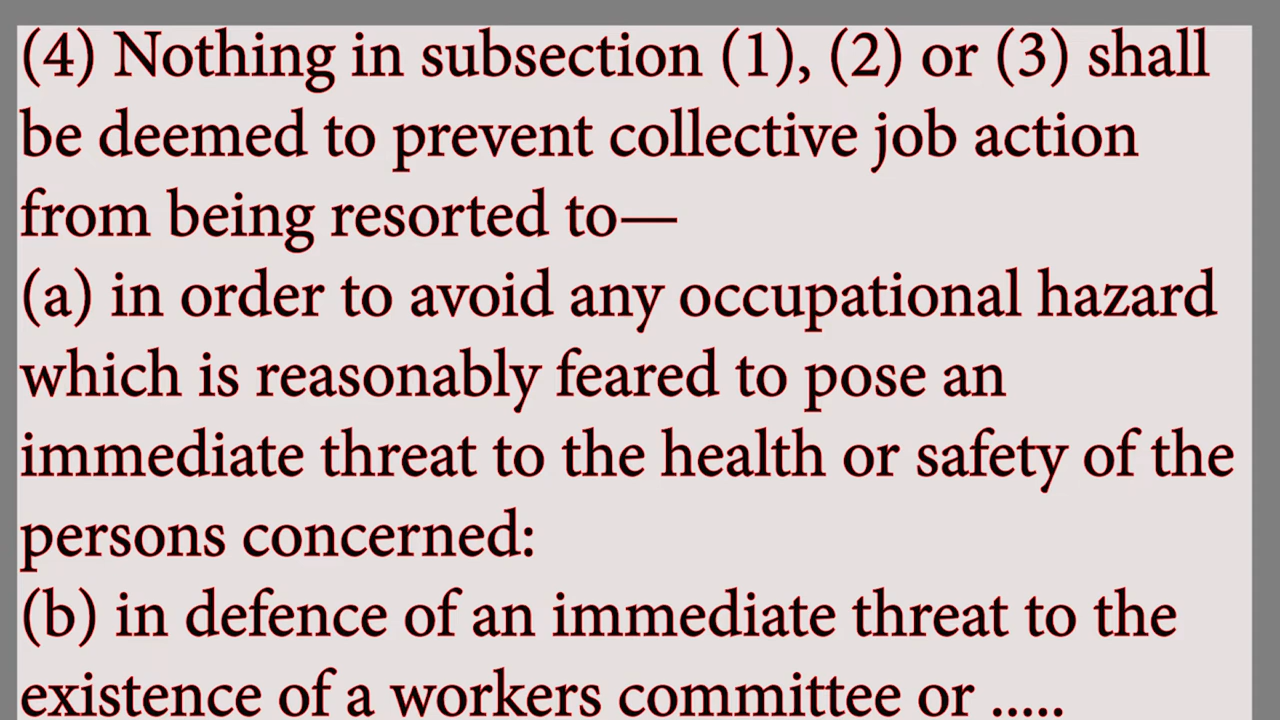 (4) Nothing in subsection (1), (2) or (3) shall
be deemed to prevent collective job action
from being resorted to—
(a) in order to avoid any occupational hazard
which is reasonably feared to pose an
immediate threat to the health or safety of the
persons concerned:
(b) in defence of an immediate threat to the
existence of a workers committee or .....